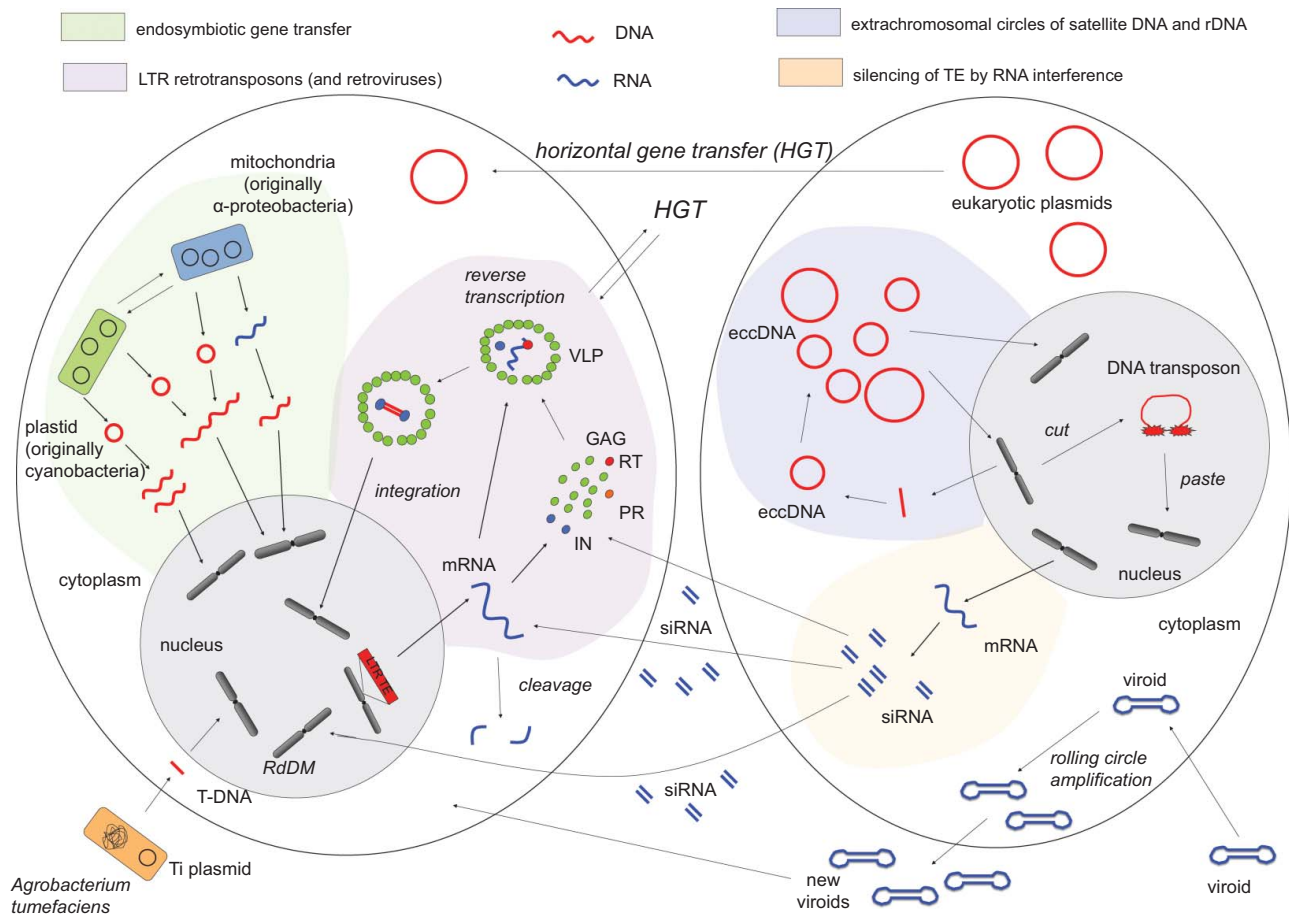 endosymbiotic gene transfer
DNA
extrachromosomal circles of satellite DNA and rDNA
LTR retrotransposons (and retroviruses)
RNA
silencing of TE by RNA interference
mitochondria
(originally
α-proteobacteria)
horizontal gene transfer (HGT)
eukaryotic plasmids
HGT
reverse
transcription
VLP
eccDNA
DNA transposon
plastid
(originally
cyanobacteria)
GAG
RT
PR
IN
cut
paste
integration
eccDNA
mRNA
cytoplasm
nucleus
siRNA
nucleus
cytoplasm
mRNA
LTR TE
cleavage
siRNA
viroid
RdDM
rolling circle
amplification
siRNA
T-DNA
Ti plasmid
Agrobacterium
tumefaciens
new
viroids
viroid